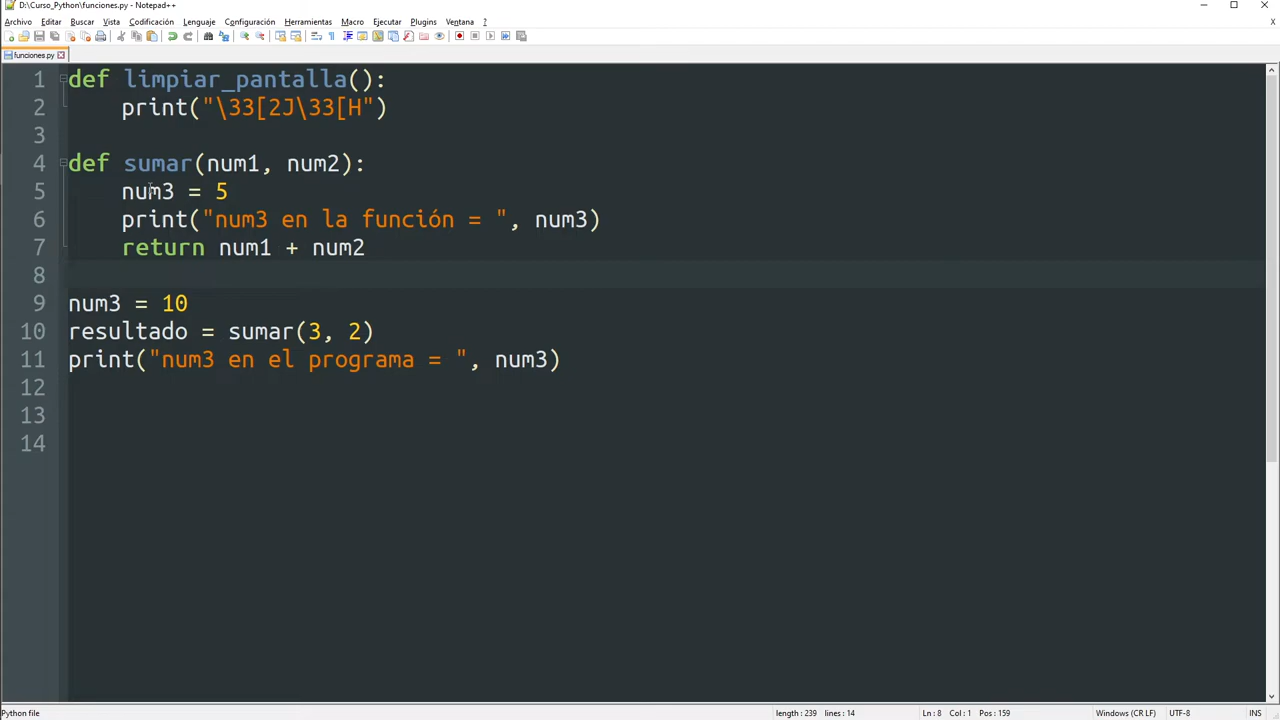 D:\Curso_Python\funciones.py - Notepad++
Archivo Editar Buscar Vista Codificación Lenguaje Configuración Herramientas Macro Ejecutar Plugins Ventana ?
X
funciones.py
1 def limpiar_pantalla():
2     print("\33[2J\33[H")
3
4 def sumar(num1, num2):
5     num3 = 5
6     print("num3 en la función = ", num3)
7     return num1 + num2
8
9 num3 = 10
10 resultado = sumar(3, 2)
11 print("num3 en el programa = ", num3)
12
13
14
Python file length : 239 lines : 14 Ln : 8 Col : 1 Pos : 159 Windows (CR LF) UTF-8 INS